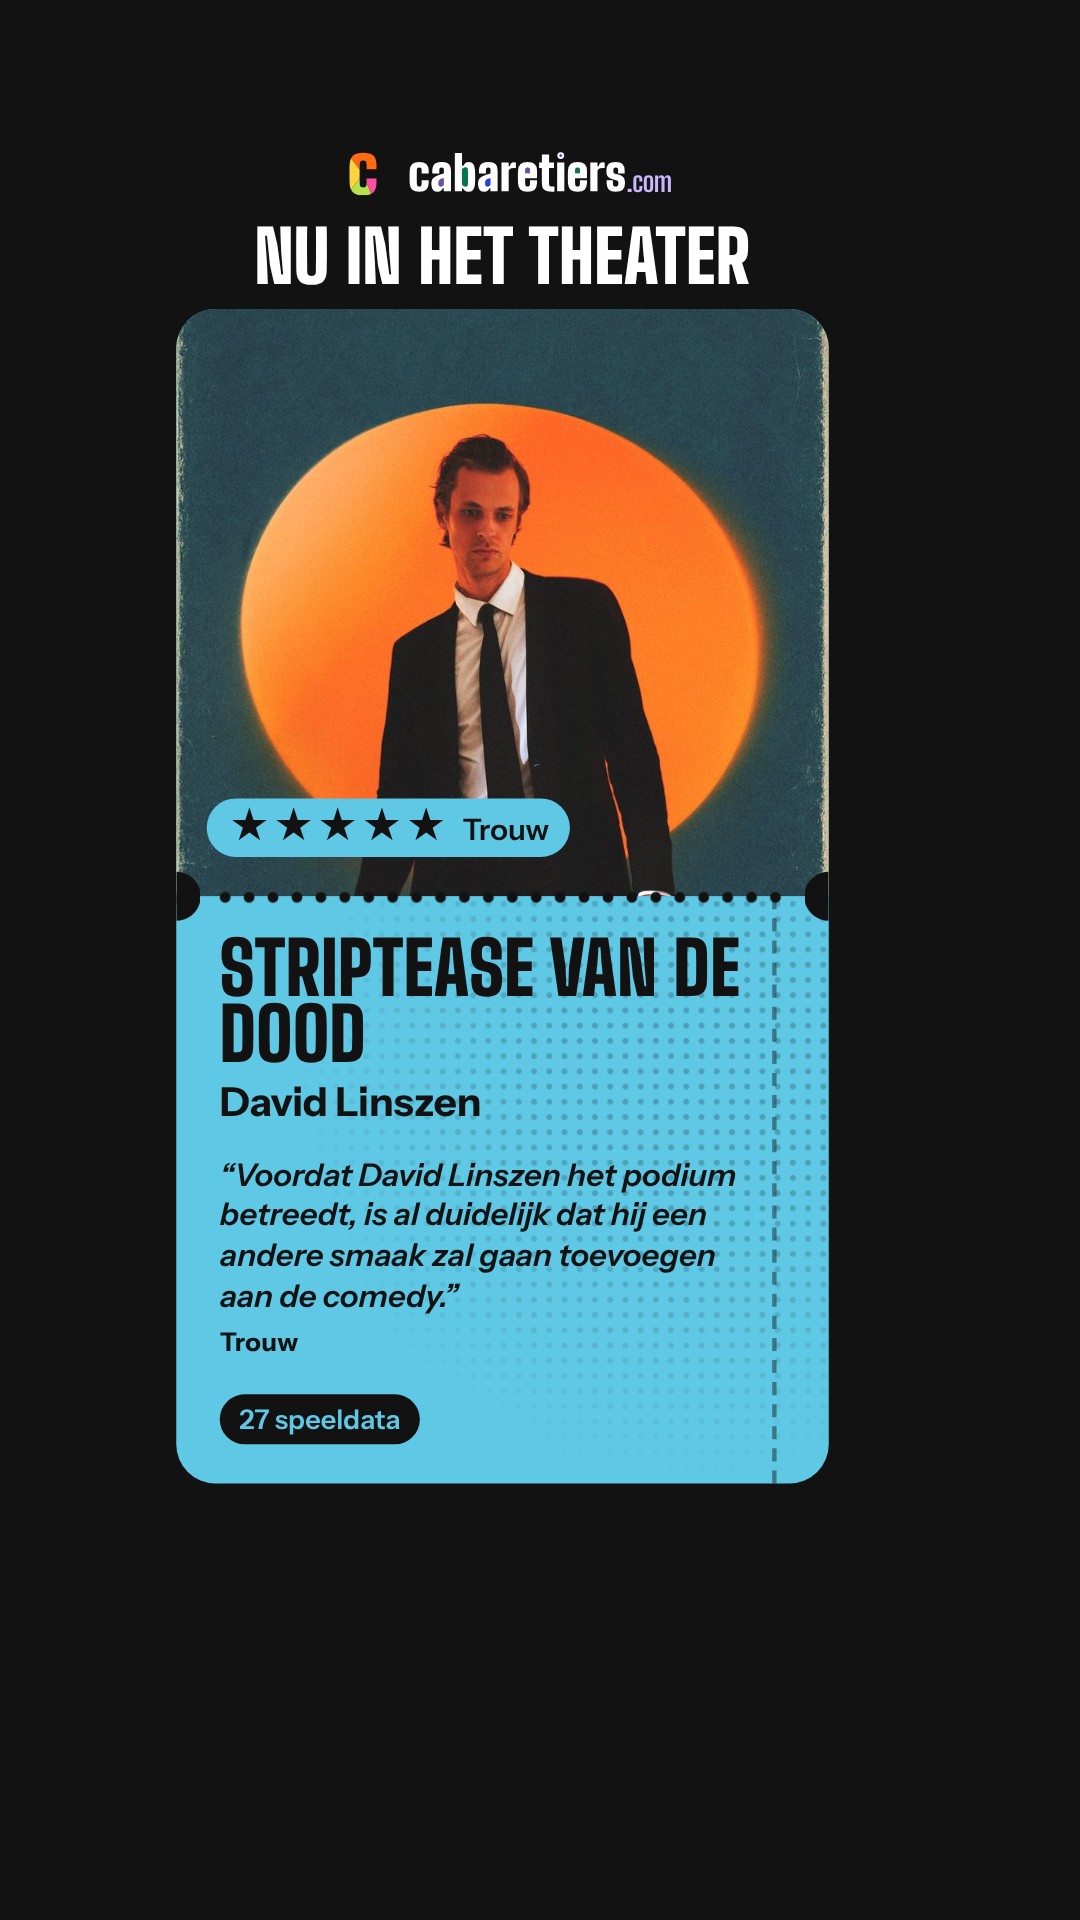 C cabaretiers.com
NU IN HET THEATER
★★★★★ Trouw
STRIPTEASE VAN DE
DOOD
David Linszen
“Voordat David Linszen het podium
betreedt, is al duidelijk dat hij een
andere smaak zal gaan toevoegen
aan de comedy.”
Trouw
27 speeldata